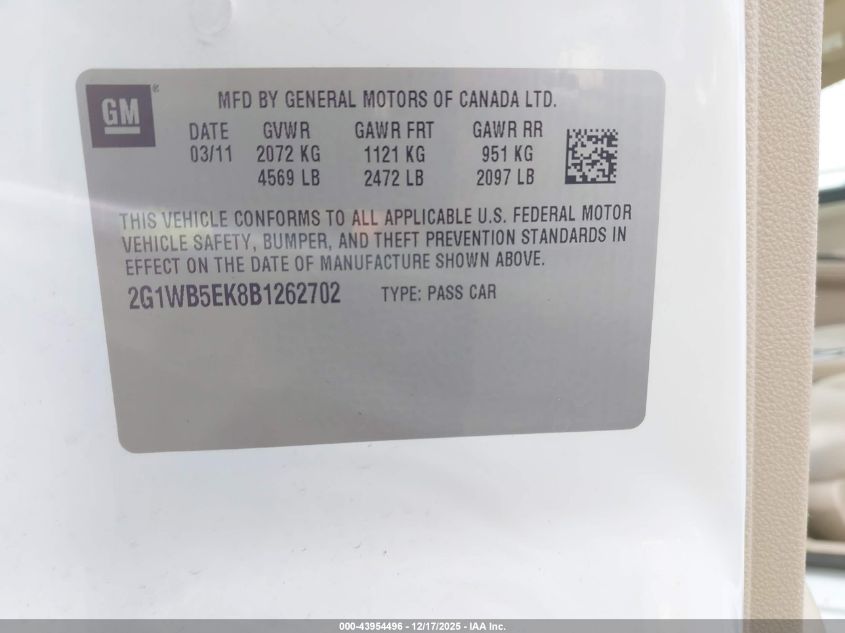 GM®
MFD BY GENERAL MOTORS OF CANADA LTD.
DATE GVWR GAWR FRT GAWR RR
03/11 2072 KG 1121 KG 951 KG
4569 LB 2472 LB 2097 LB
THIS VEHICLE CONFORMS TO ALL APPLICABLE U.S. FEDERAL MOTOR
VEHICLE SAFETY, BUMPER, AND THEFT PREVENTION STANDARDS IN
EFFECT ON THE DATE OF MANUFACTURE SHOWN ABOVE.
2G1WB5EK8B1262702 TYPE: PASS CAR
000-43954496 - 12/17/2025 - IAA Inc.